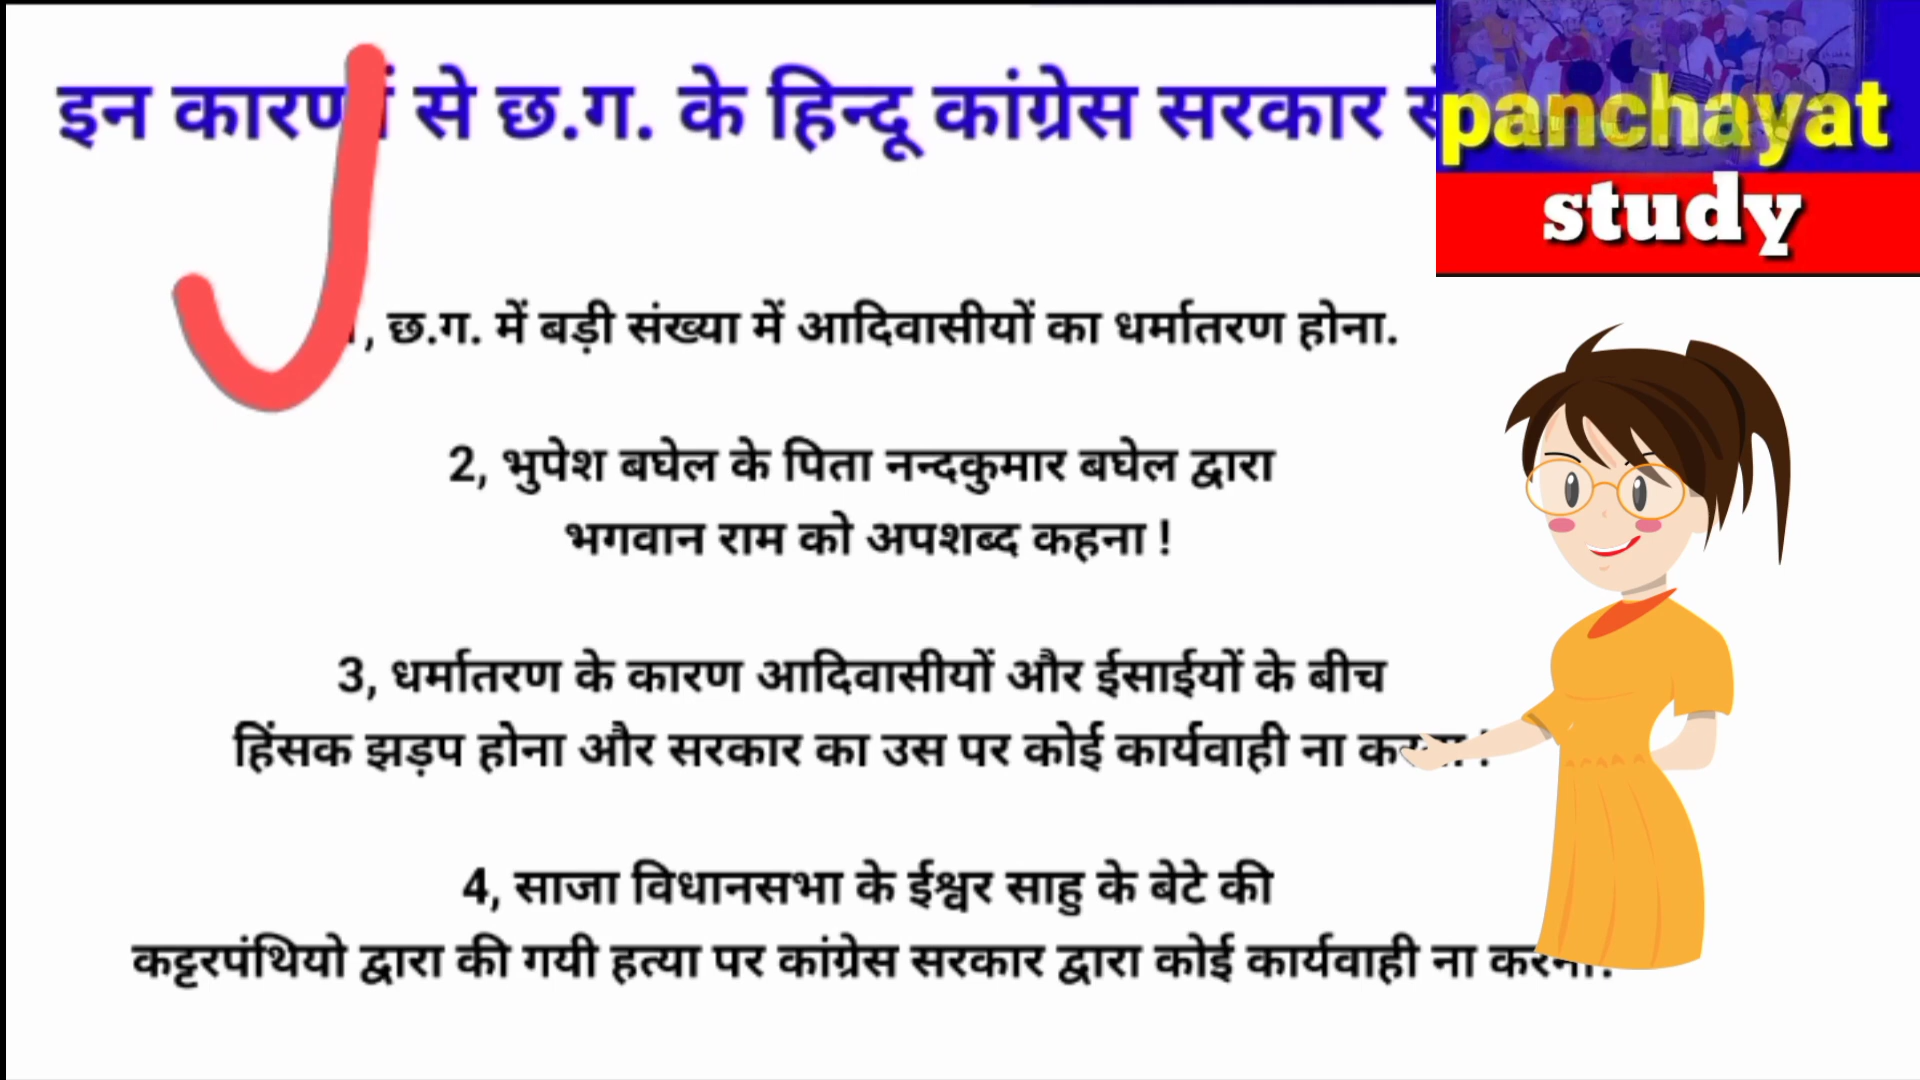 इन कारणों से छ.ग. के हिन्दू कांग्रेस सरकार
panchayat
study
, छ.ग. में बड़ी संख्या में आदिवासीयों का धर्मातरण होना.
2, भुपेश बघेल के पिता नन्दकुमार बघेल द्वारा
भगवान राम को अपशब्द कहना !
3, धर्मातरण के कारण आदिवासीयों और ईसाईयों के बीच
हिंसक झड़प होना और सरकार का उस पर कोई कार्यवाही ना
4, साजा विधानसभा के ईश्वर साहु के बेटे की
कट्टरपंथियो द्वारा की गयी हत्या पर कांग्रेस सरकार द्वारा कोई कार्यवाही ना करना!